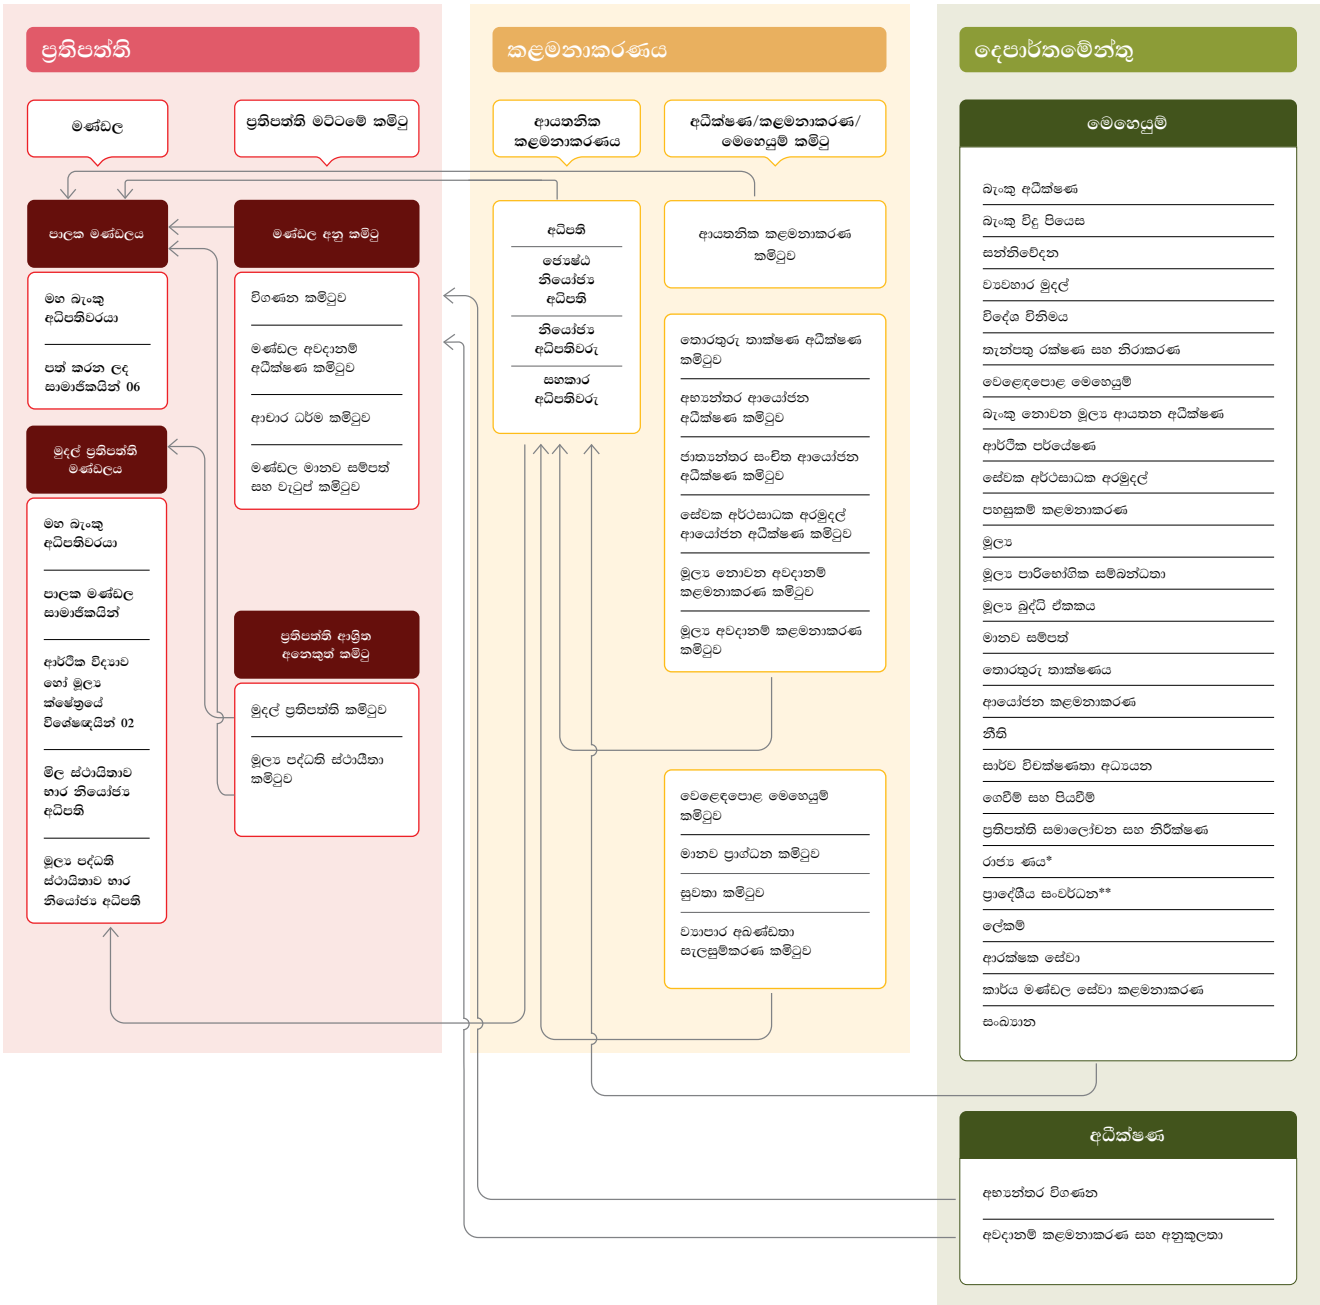 ප්‍රතිපත්ති
මණ්ඩල
ප්‍රතිපත්ති මට්ටමේ කමිටු
පාලක මණ්ඩලය
මහ බැංකු
අධිපතිවරයා
පත් කරන ලද
සාමාජිකයින් 06
මුදල් ප්‍රතිපත්ති
මණ්ඩලය
මහ බැංකු
අධිපතිවරයා
පාලක මණ්ඩල
සාමාජිකයින්
ආර්ථික විද්‍යාව
හෝ මූල්‍ය
ක්ෂේත්‍රයේ
විශේෂඥයින් 02
මිල ස්ථායිතාව
භාර නියෝජ්‍ය
අධිපති
මූල්‍ය පද්ධති
ස්ථායිතාව භාර
නියෝජ්‍ය අධිපති
මණ්ඩල අනු කමිටු
විගණන කමිටුව
මණ්ඩල අවදානම්
අධීක්ෂණ කමිටුව
ආචාර ධර්ම කමිටුව
මණ්ඩල මානව සම්පත්
සහ වැටුප් කමිටුව
ප්‍රතිපත්ති ආශ්‍රිත
අනෙකුත් කමිටු
මුදල් ප්‍රතිපත්ති කමිටුව
මූල්‍ය පද්ධති ස්ථායීතා
කමිටුව
කළමනාකරණය
ආයතනික
කළමනාකරණය
අධීක්ෂණ/කළමනාකරණ/
මෙහෙයුම් කමිටු
අධිපති
ජ්‍යෙෂ්ඨ
නියෝජ්‍ය
අධිපති
නියෝජ්‍ය
අධිපතිවරු
සහකාර
අධිපතිවරු
ආයතනික කළමනාකරණ
කමිටුව
තොරතුරු තාක්ෂණ අධීක්ෂණ
කමිටුව
අභ්‍යන්තර ආයෝජන
අධීක්ෂණ කමිටුව
ජාත්‍යන්තර සංචිත ආයෝජන
අධීක්ෂණ කමිටුව
සේවක අර්ථසාධක අරමුදල්
ආයෝජන අධීක්ෂණ කමිටුව
මූල්‍ය නොවන අවදානම්
කළමනාකරණ කමිටුව
මූල්‍ය අවදානම් කළමනාකරණ
කමිටුව
වෙළෙඳපොළ මෙහෙයුම්
කමිටුව
මානව ප්‍රාග්ධන කමිටුව
සුවතා කමිටුව
ව්‍යාපාර අඛණ්ඩතා
සැලසුම්කරණ කමිටුව
දෙපාර්තමේන්තු
මෙහෙයුම්
බැංකු අධීක්ෂණ
බැංකු විදු පියෙස
සන්නිවේදන
ව්‍යවහාර මුදල්
විදේශ විනිමය
තැන්පතු රක්ෂණ සහ නිරාකරණ
වෙළෙඳපොළ මෙහෙයුම්
බැංකු නොවන මූල්‍ය ආයතන අධීක්ෂණ
ආර්ථික පර්යේෂණ
සේවක අර්ථසාධක අරමුදල්
පහසුකම් කළමනාකරණ
මූල්‍ය
මූල්‍ය පාරිභෝගික සම්බන්ධතා
මූල්‍ය බුද්ධි ඒකකය
මානව සම්පත්
තොරතුරු තාක්ෂණය
ආයෝජන කළමනාකරණ
නීති
සාර්ව විචක්ෂණතා අධ්‍යයන
ගෙවීම් සහ පියවීම්
ප්‍රතිපත්ති සමාලෝචන සහ නිරීක්ෂණ
රාජ්‍ය ණය*
ප්‍රාදේශීය සංවර්ධන**
ලේකම්
ආරක්ෂක සේවා
කාර්ය මණ්ඩල සේවා කළමනාකරණ
සංඛ්‍යාන
අධීක්ෂණ
අභ්‍යන්තර විගණන
අවදානම් කළමනාකරණ සහ අනුකූලතා